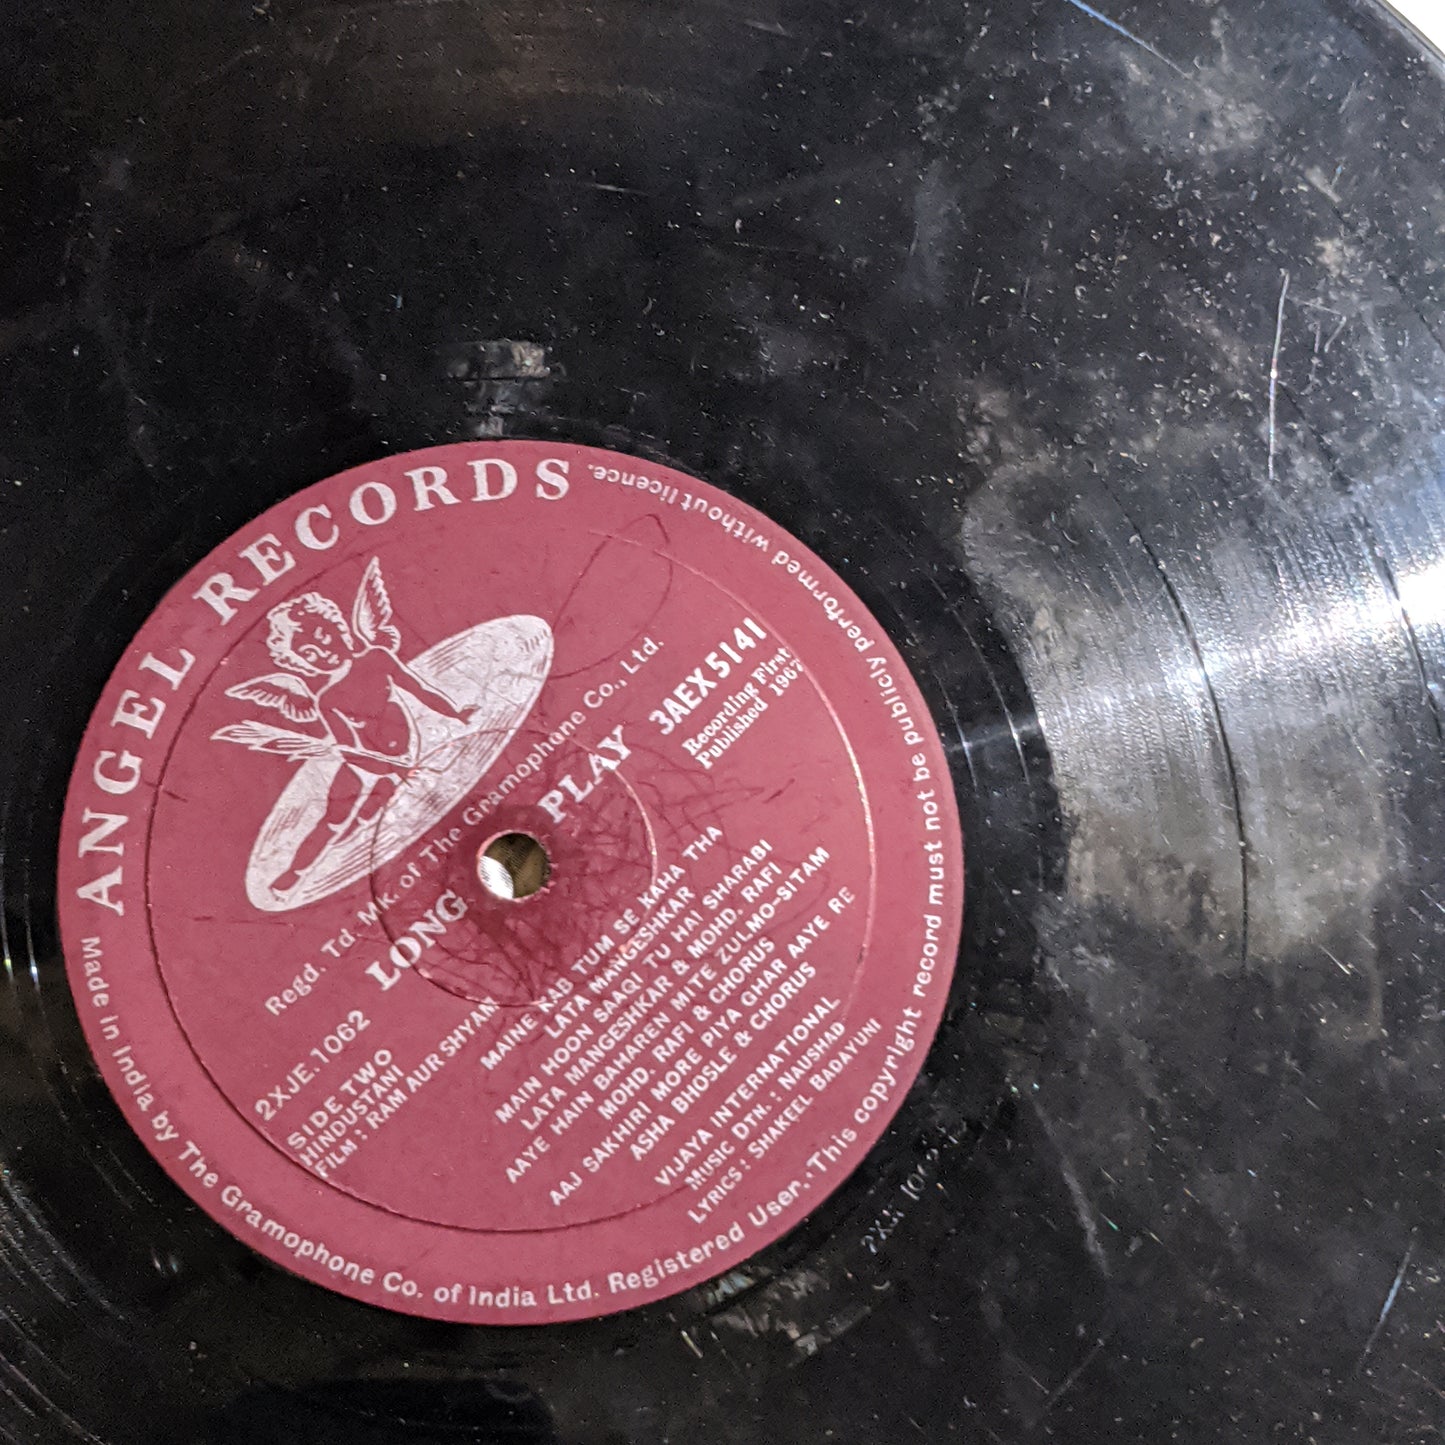 ANGEL RECORDS
Regd. Td. Mk. of The Gramophone Co., Ltd.
LONG PLAY
3AEX 5141
Recording First
Published 1967
2XJE.1062
SIDE TWO
HINDUSTANI
FILM : RAM AUR SHYAM
MAINE KAB TUM SE KAHA THA
LATA MANGESHKAR
MAIN HOON SAAQI TU HAI SHARABI
LATA MANGESHKAR & MOHD. RAFI
AAYE HAIN BAHAREN MITE ZULMO-SITAM
MOHD. RAFI & CHORUS
AAJ SAKHIRI MORE PIYA GHAR AAYE RE
ASHA BHOSLE & CHORUS
VIJAYA INTERNATIONAL
MUSIC DTN. : NAUSHAD
LYRICS : SHAKEEL BADAYUNI
Made in India by The Gramophone Co. of India Ltd. Registered User. This copyright record must not be publicly performed without licence.